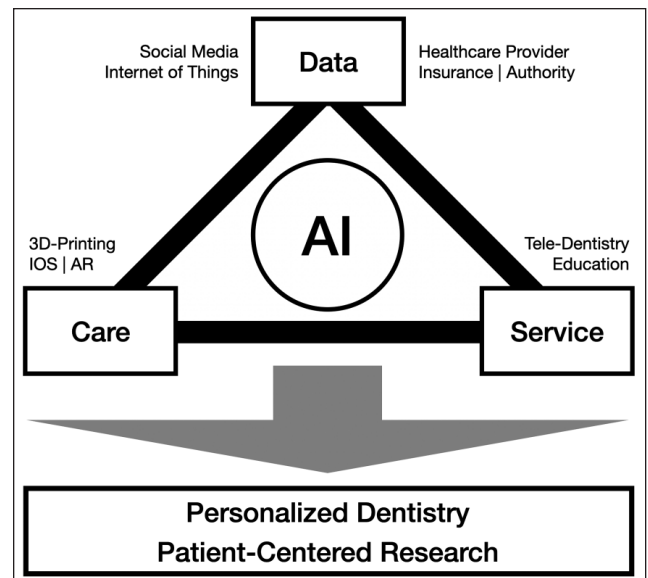 Social Media
Internet of Things
Data
Healthcare Provider
Insurance | Authority
AI
3D-Printing
IOS | AR
Tele-Dentistry
Education
Care
Service
Personalized Dentistry
Patient-Centered Research